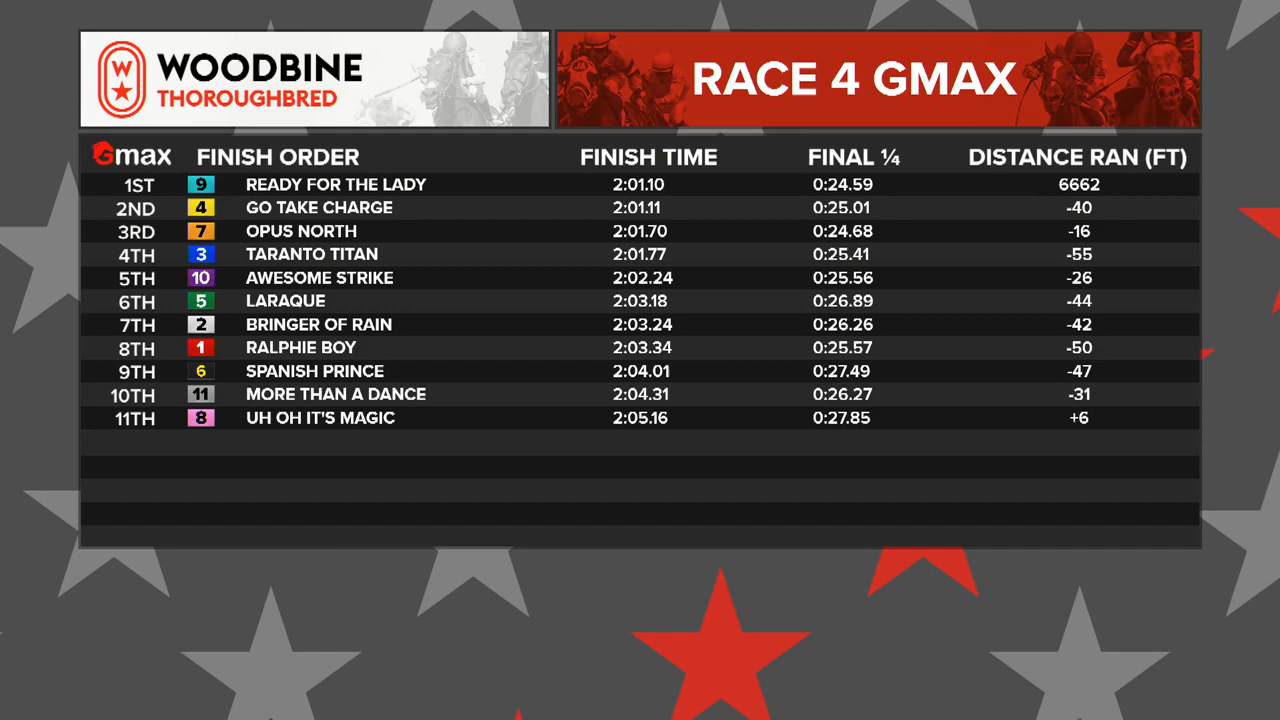 WOODBINE
THOROUGHBRED
RACE 4 GMAX
Gmax FINISH ORDER FINISH TIME FINAL ¼ DISTANCE RAN (FT)
1ST 9 READY FOR THE LADY 2:01.10 0:24.59 6662
2ND 4 GO TAKE CHARGE 2:01.11 0:25.01 -40
3RD 7 OPUS NORTH 2:01.70 0:24.68 -16
4TH 3 TARANTO TITAN 2:01.77 0:25.41 -55
5TH 10 AWESOME STRIKE 2:02.24 0:25.56 -26
6TH 5 LARAQUE 2:03.18 0:26.89 -44
7TH 2 BRINGER OF RAIN 2:03.24 0:26.26 -42
8TH 1 RALPHIE BOY 2:03.34 0:25.57 -50
9TH 6 SPANISH PRINCE 2:04.01 0:27.49 -47
10TH 11 MORE THAN A DANCE 2:04.31 0:26.27 -31
11TH 8 UH OH IT'S MAGIC 2:05.16 0:27.85 +6